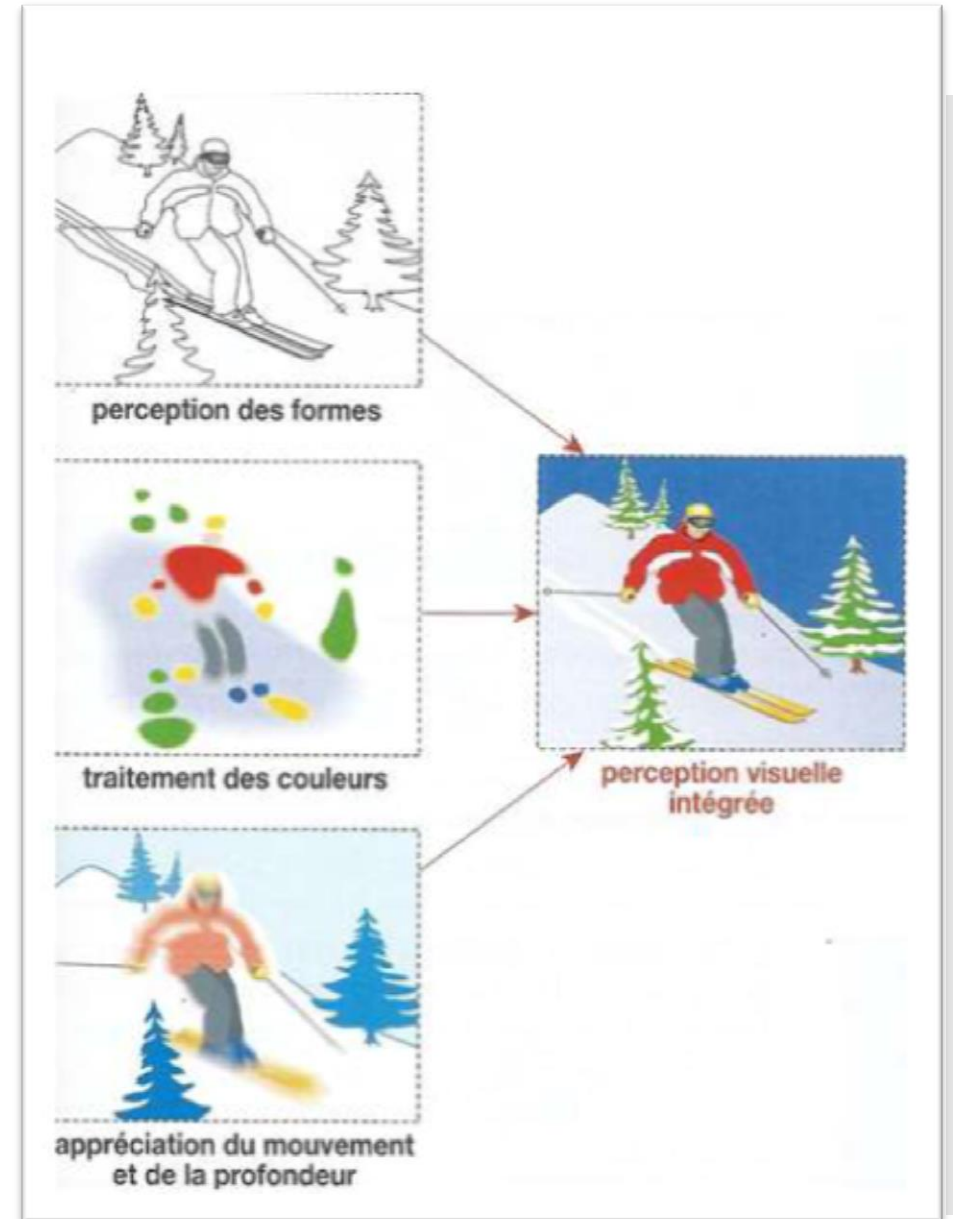 perception des formes
traitement des couleurs
perception visuelle
intégrée
appréciation du mouvement
et de la profondeur